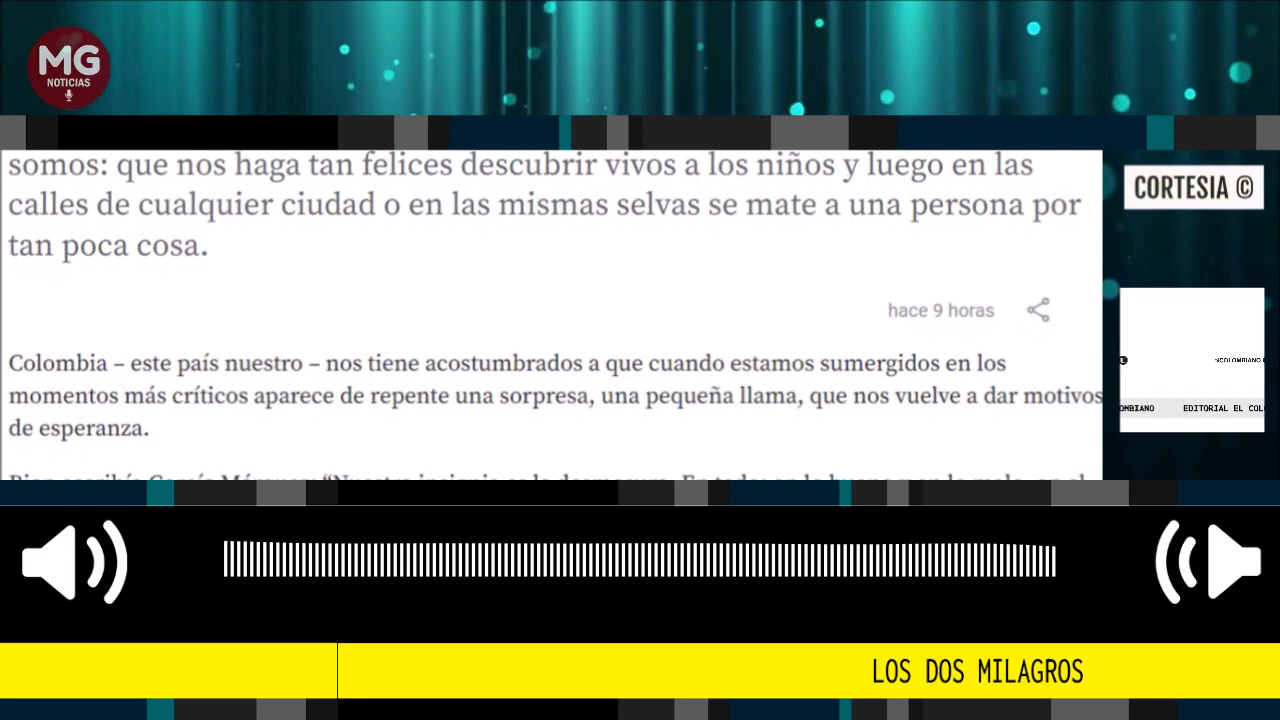 MG
NOTICIAS
somos: que nos haga tan felices descubrir vivos a los niños y luego en las
calles de cualquier ciudad o en las mismas selvas se mate a una persona por
tan poca cosa.
CORTESIA ©
hace 9 horas
Colombia – este país nuestro – nos tiene acostumbrados a que cuando estamos sumergidos en los
momentos más críticos aparece de repente una sorpresa, una pequeña llama, que nos vuelve a dar motivos
de esperanza.
OMBIANO EDITORIAL EL COL
LOS DOS MILAGROS